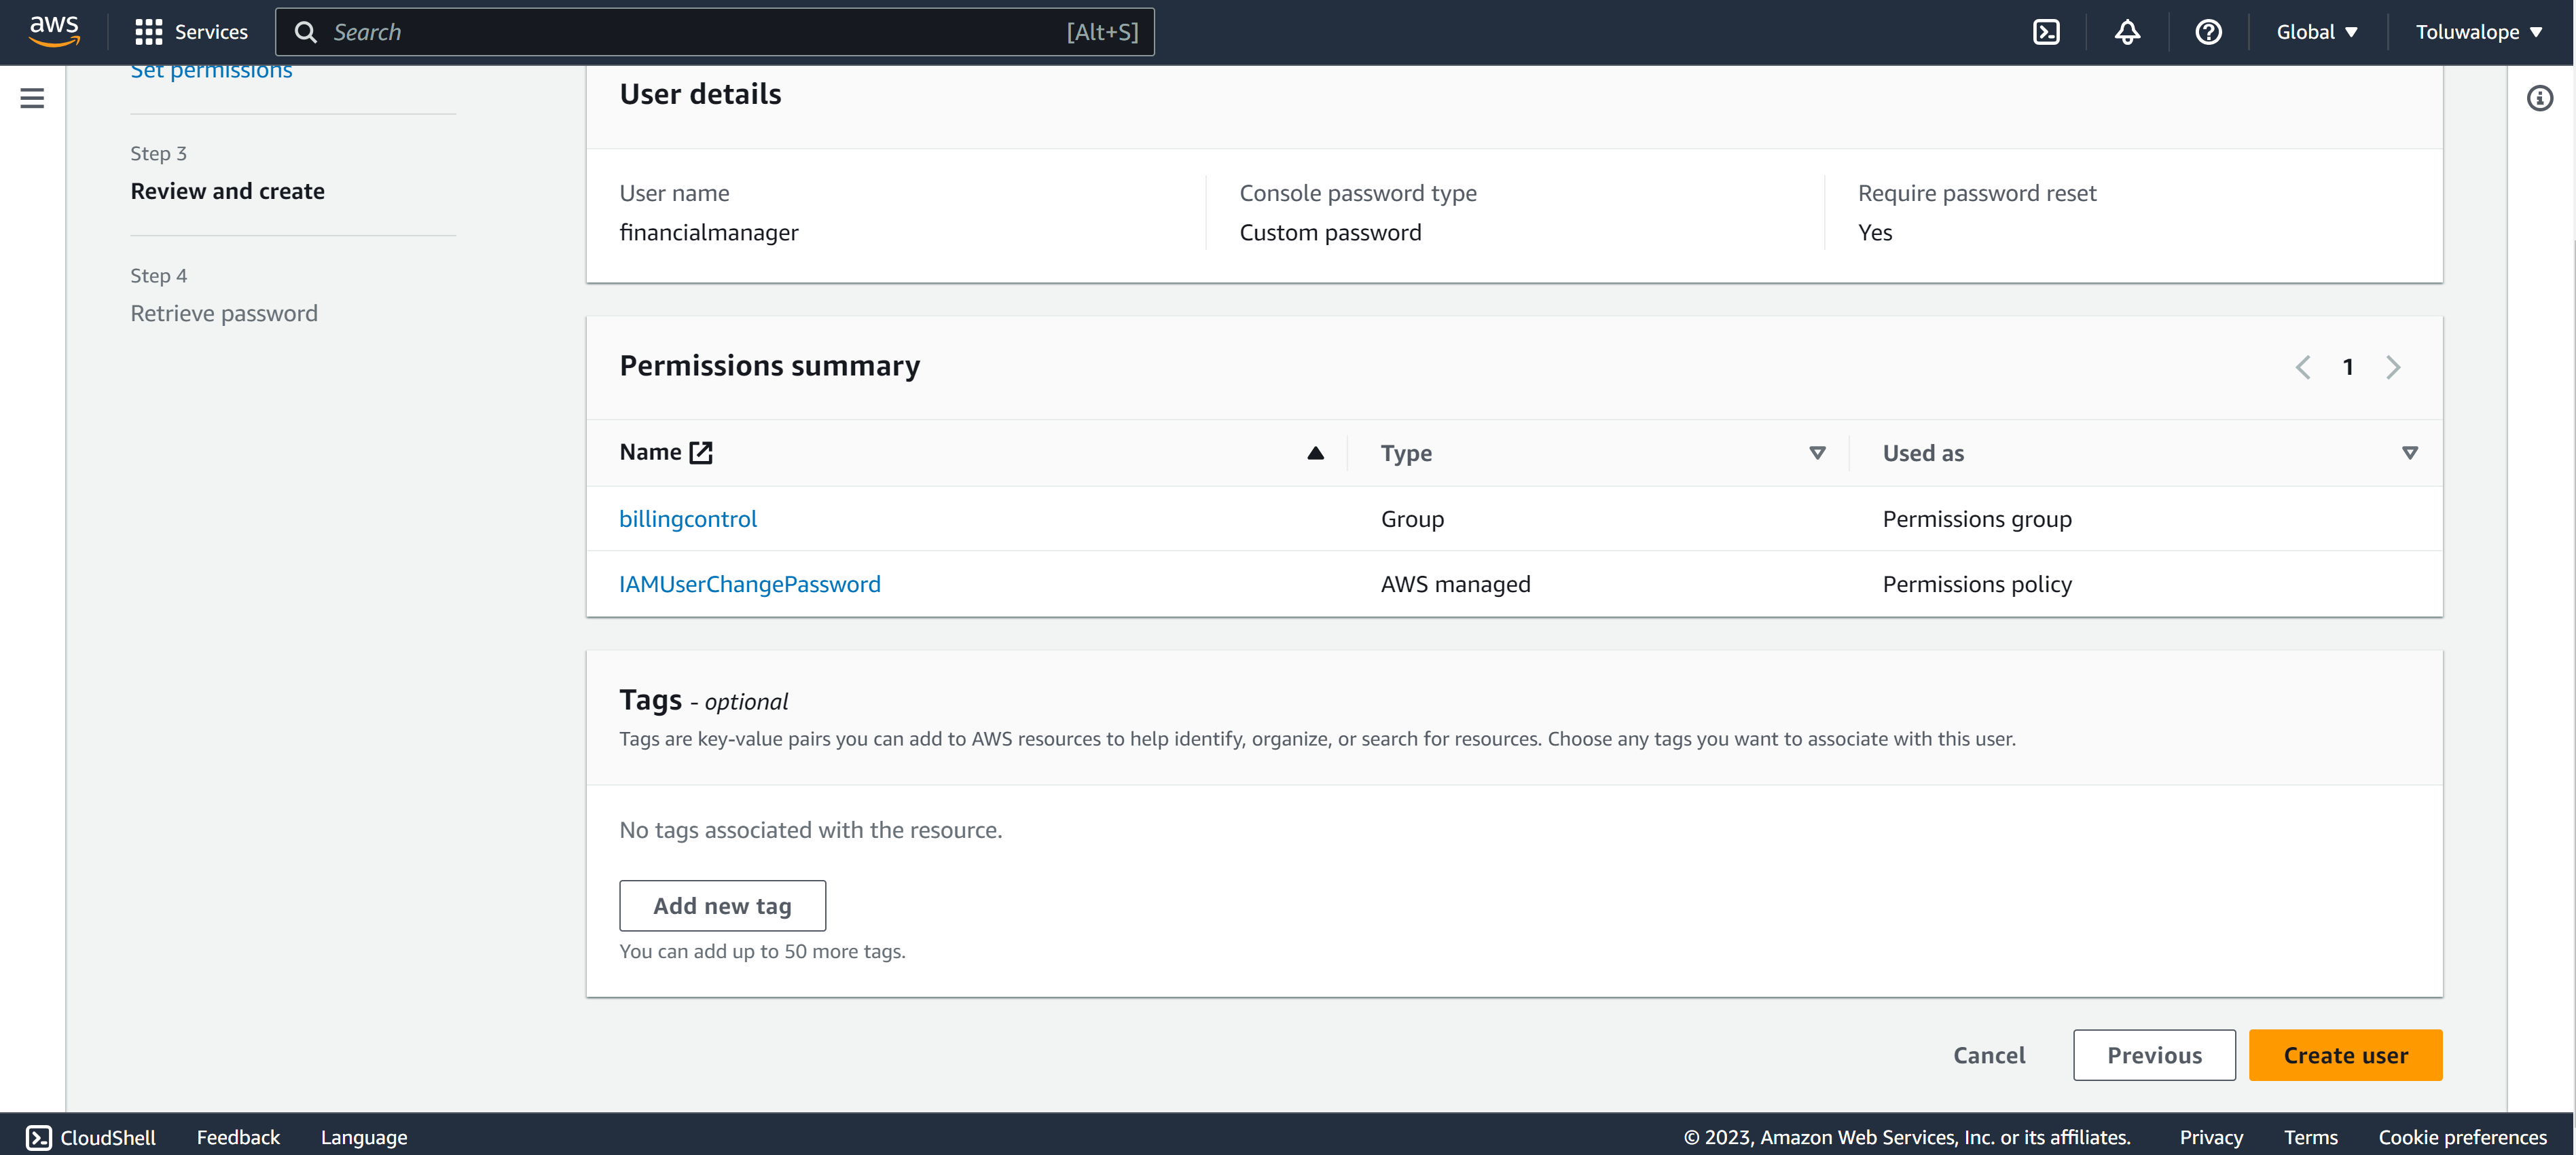 aws
Services
Search
[Alt+S]
Global
Toluwalope
Set permissions
Step 3
Review and create
Step 4
Retrieve password
User details
User name
financialmanager
Console password type
Custom password
Require password reset
Yes
Permissions summary
1
Name
Type
Used as
billingcontrol
Group
Permissions group
IAMUserChangePassword
AWS managed
Permissions policy
Tags - optional
Tags are key-value pairs you can add to AWS resources to help identify, organize, or search for resources. Choose any tags you want to associate with this user.
No tags associated with the resource.
Add new tag
You can add up to 50 more tags.
Cancel
Previous
Create user
CloudShell
Feedback
Language
© 2023, Amazon Web Services, Inc. or its affiliates.
Privacy
Terms
Cookie preferences